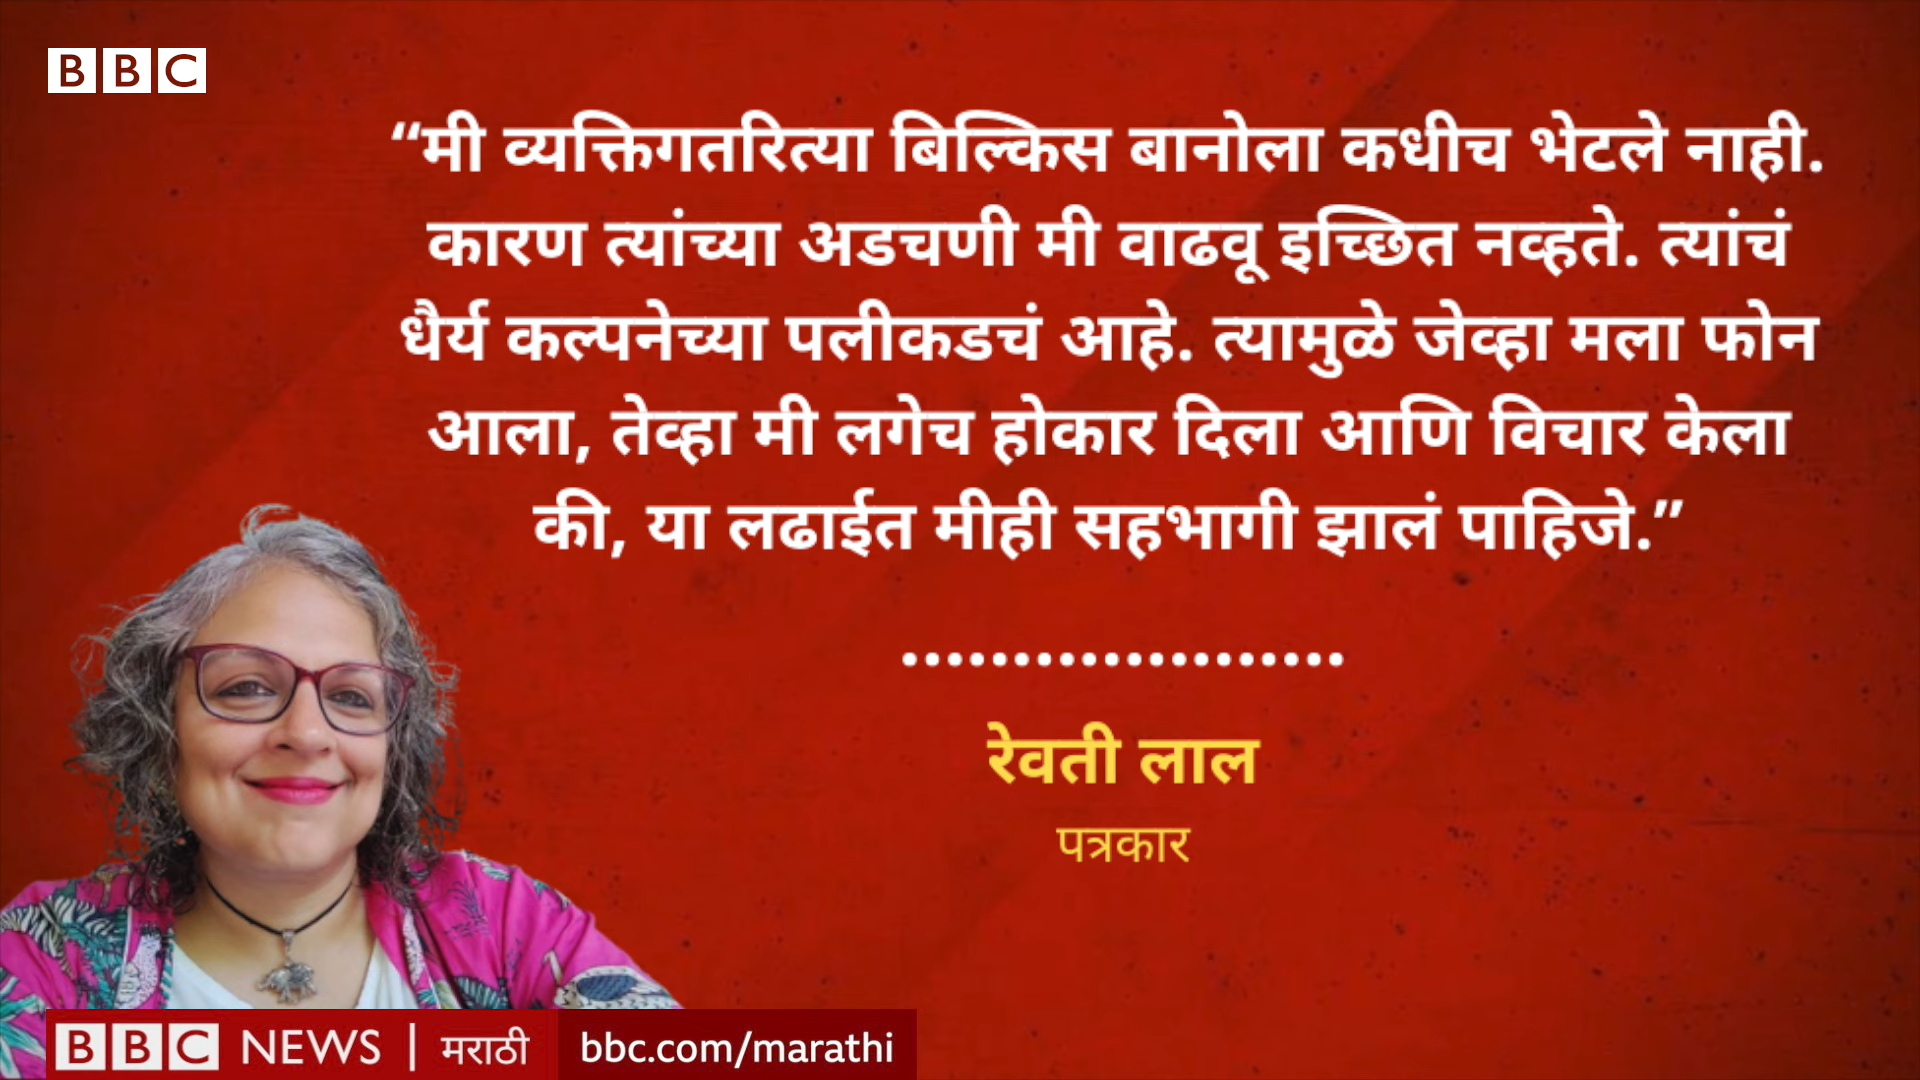 BBC
“मी व्यक्तिगतरित्या बिल्किस बानोला कधीच भेटले नाही.
कारण त्यांच्या अडचणी मी वाढवू इच्छित नव्हते. त्यांचं
धैर्य कल्पनेच्या पलीकडचं आहे. त्यामुळे जेव्हा मला फोन
आला, तेव्हा मी लगेच होकार दिला आणि विचार केला
की, या लढाईत मीही सहभागी झालं पाहिजे.”
रेवती लाल
पत्रकार
BBC NEWS | मराठी bbc.com/marathi